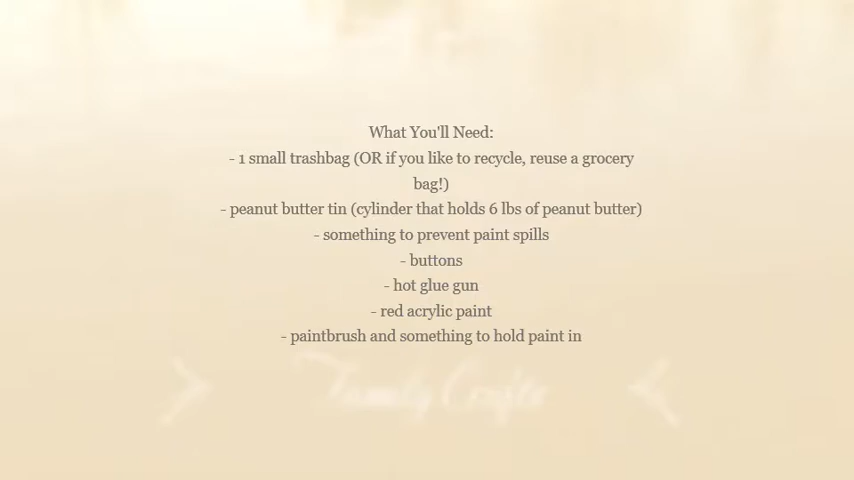 What You'll Need:
- 1 small trashbag (OR if you like to recycle, reuse a grocery
bag!)
- peanut butter tin (cylinder that holds 6 lbs of peanut butter)
- something to prevent paint spills
- buttons
- hot glue gun
- red acrylic paint
- paintbrush and something to hold paint in
Family Crafts